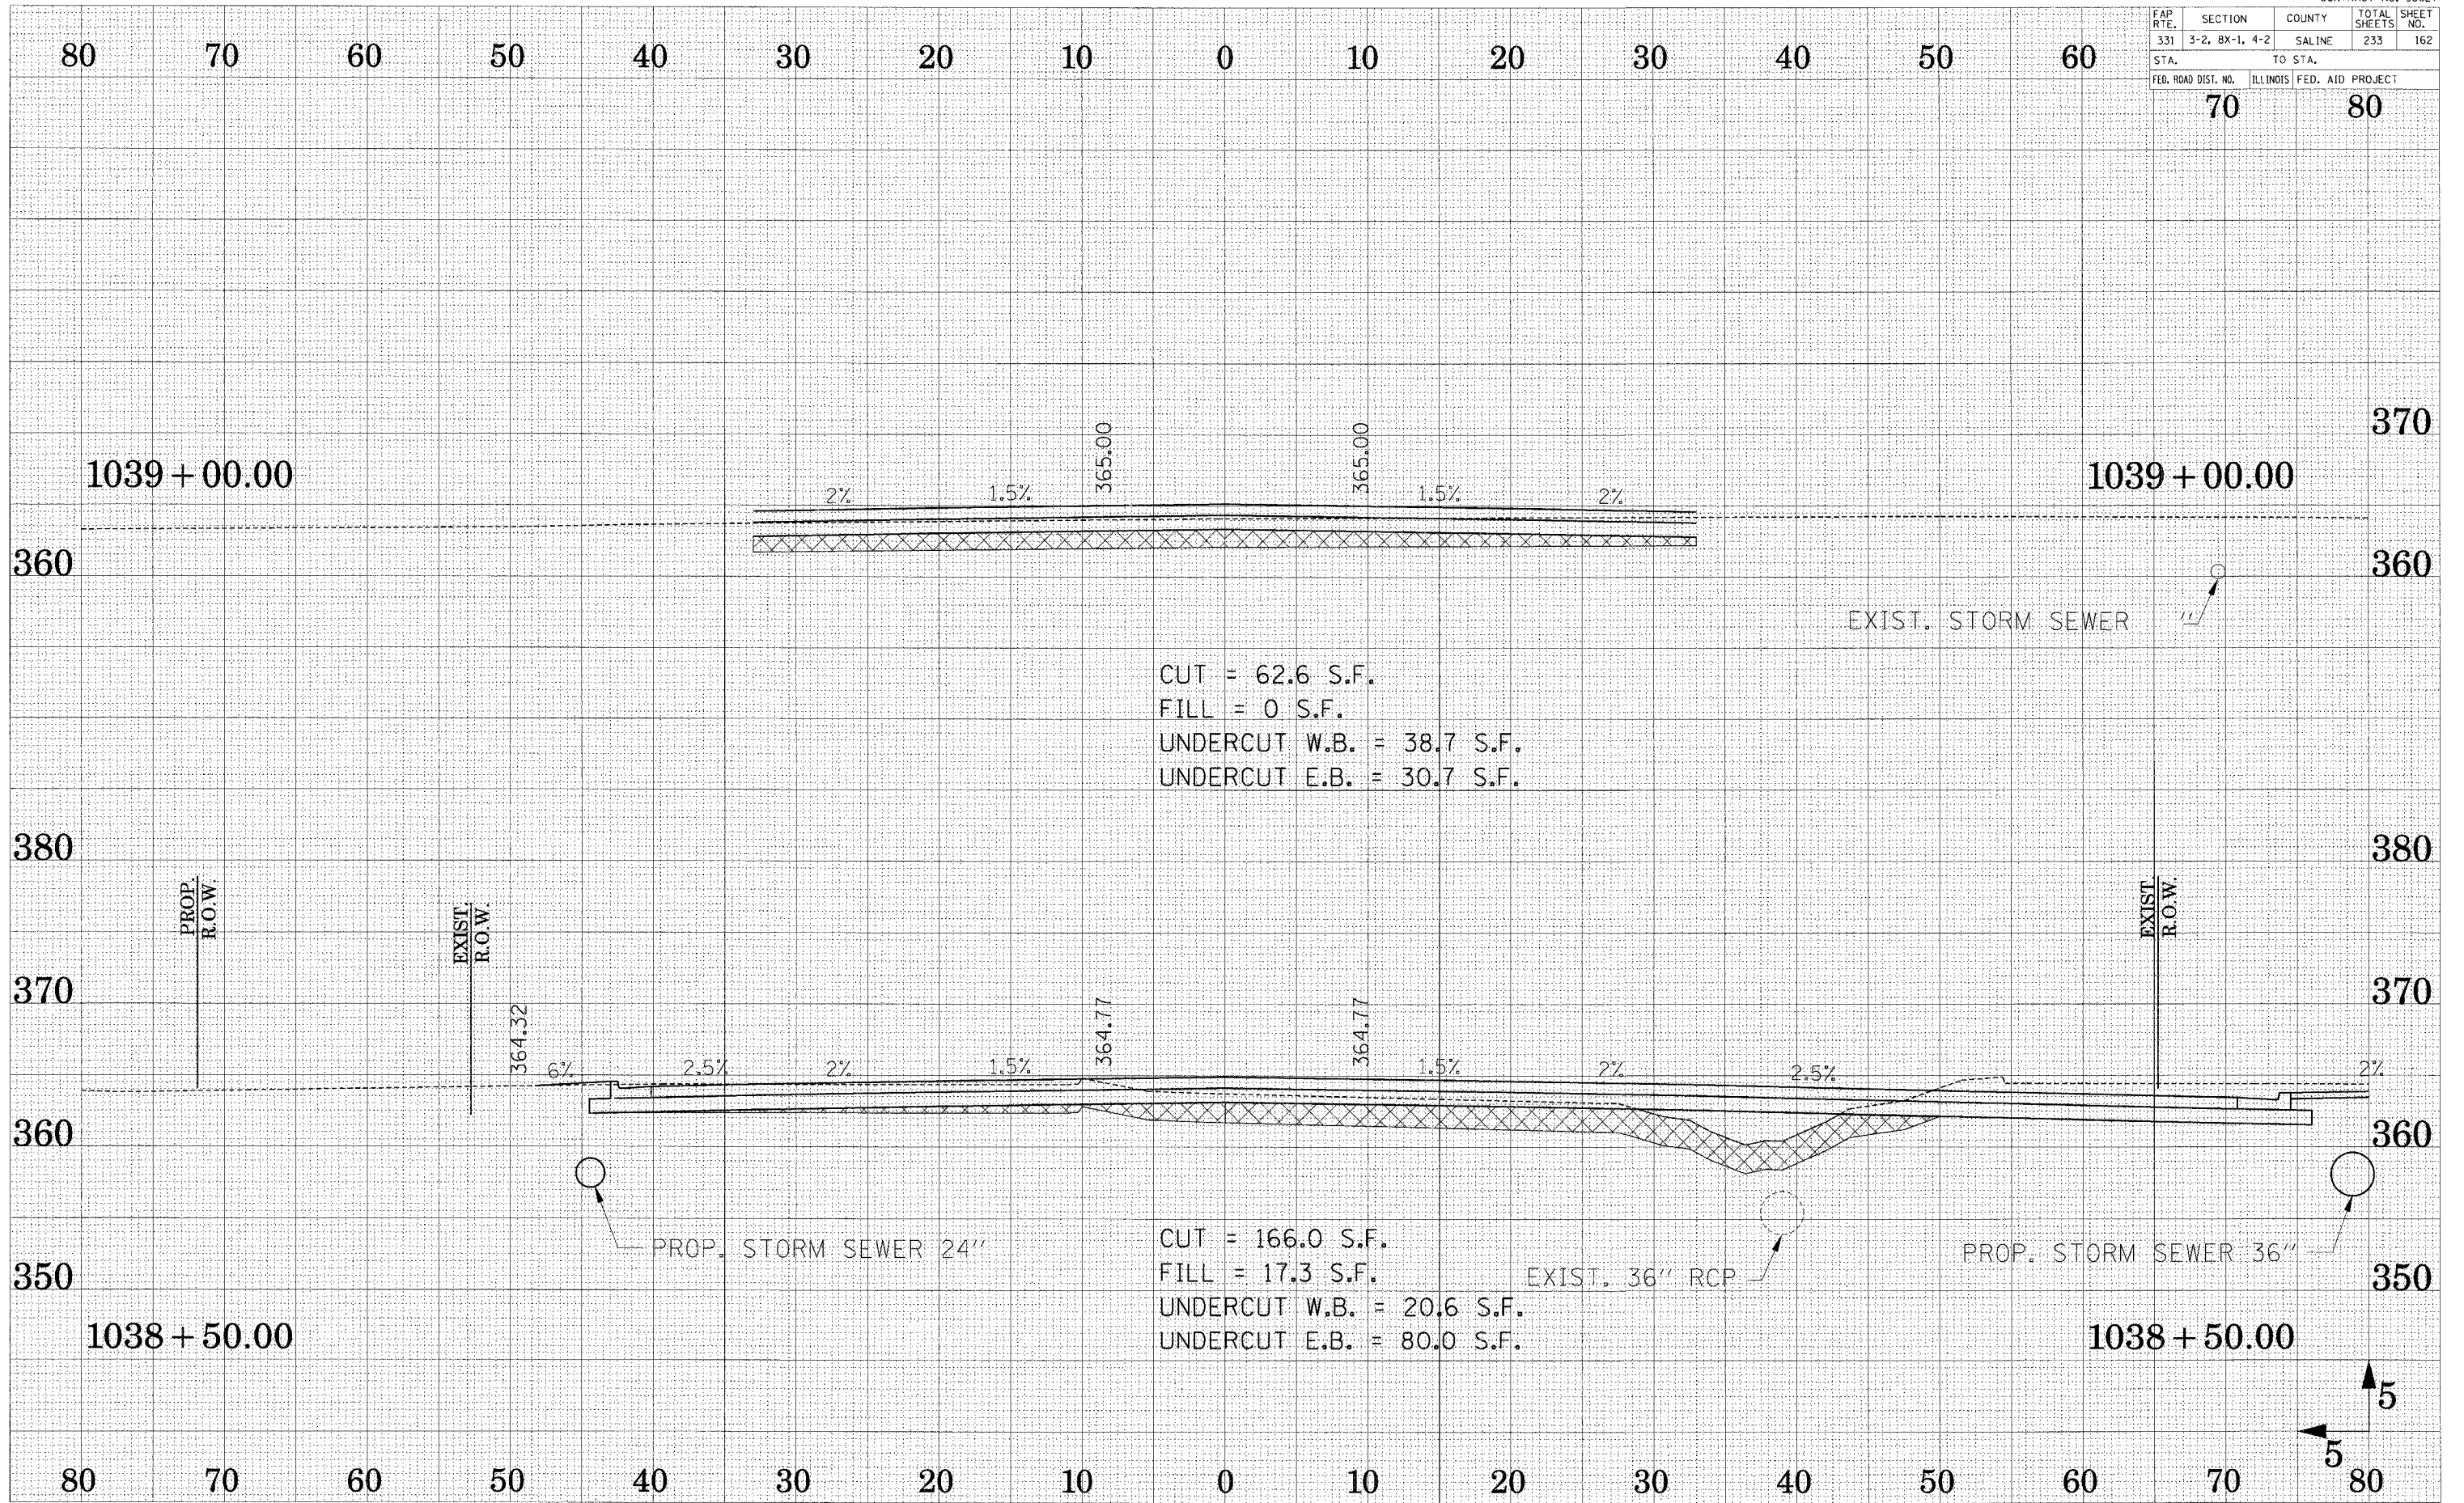 FAP RTE. SECTION COUNTY TOTAL SHEETS SHEET NO.
331 3-2, 8X-1, 4-2 SALINE 233 162
STA. TO STA.
FED. ROAD DIST. NO. ILLINOIS FED. AID PROJECT
80 70 60 50 40 30 20 10 0 10 20 30 40 50 60 70 80
370
1039+00.00 1039+00.00
365.00 365.00
2% 1.5% 1.5% 2%
360 360
EXIST. STORM SEWER "
CUT = 62.6 S.F.
FILL = 0 S.F.
UNDERCUT W.B. = 38.7 S.F.
UNDERCUT E.B. = 30.7 S.F.
380 380
PROP. R.O.W.
EXIST. R.O.W.
EXIST. R.O.W.
370 370
364.32 364.77 364.77
6% 2.5% 2% 1.5% 1.5% 2% 2.5% 2%
360 360
PROP. STORM SEWER 24"
CUT = 166.0 S.F.
FILL = 17.3 S.F.
UNDERCUT W.B. = 20.6 S.F.
UNDERCUT E.B. = 80.0 S.F.
EXIST. 36" RCP
PROP. STORM SEWER 36"
350 350
1038+50.00 1038+50.00
5
5
80 70 60 50 40 30 20 10 0 10 20 30 40 50 60 70 80